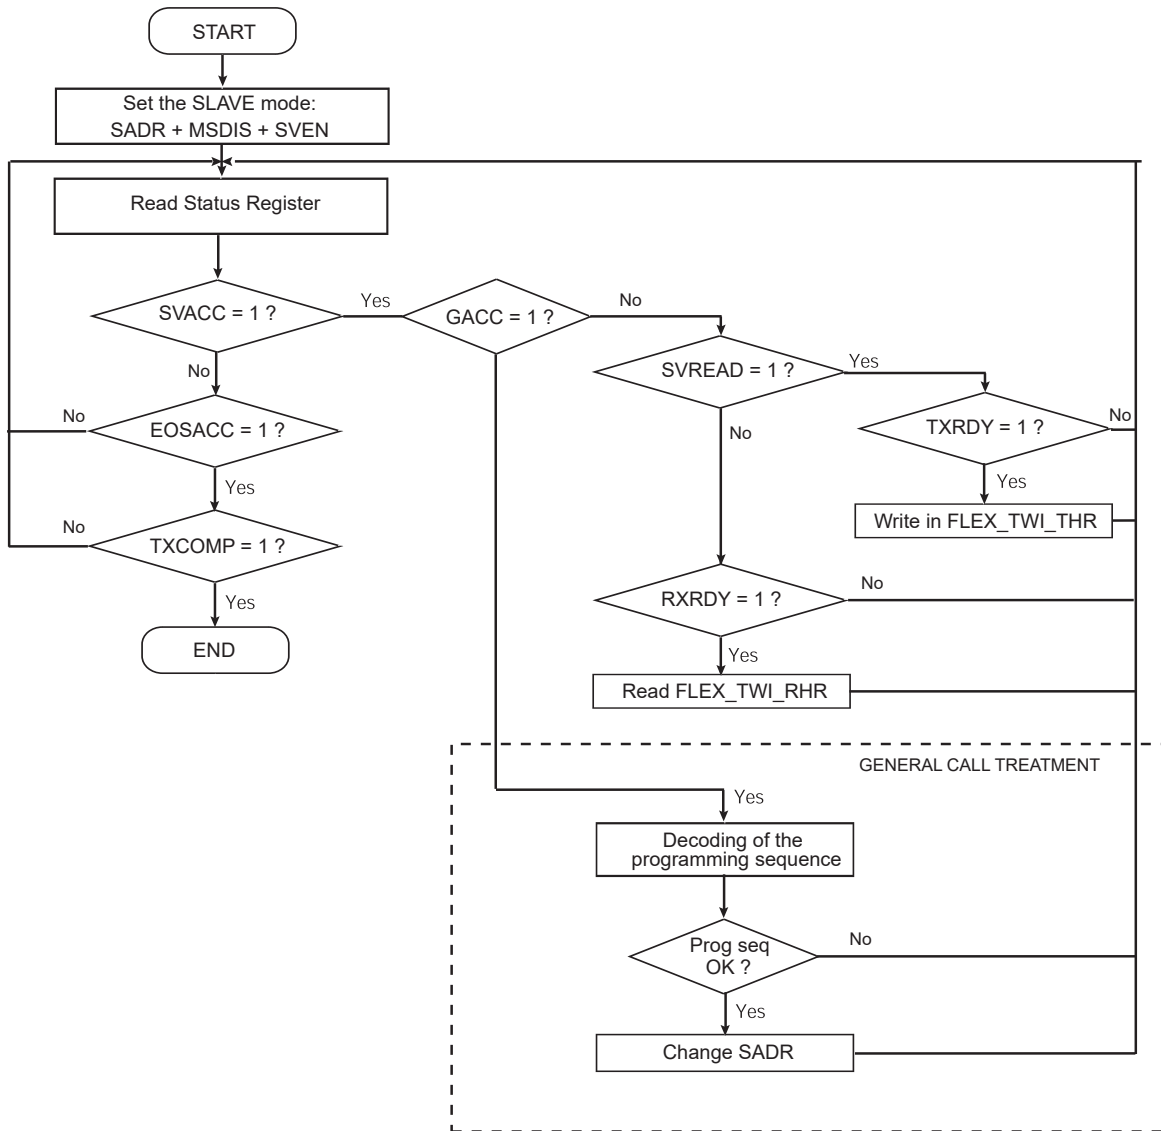 START
Set the SLAVE mode:
SADR + MSDIS + SVEN
Read Status Register
SVACC = 1 ?
Yes
GACC = 1 ?
No
SVREAD = 1 ?
Yes
No
No
EOSACC = 1 ?
No
TXRDY = 1 ?
No
Yes
Yes
Write in FLEX_TWI_THR
No
TXCOMP = 1 ?
Yes
RXRDY = 1 ?
No
END
Yes
Read FLEX_TWI_RHR
GENERAL CALL TREATMENT
Yes
Decoding of the
programming sequence
Prog seq
OK ?
No
Yes
Change SADR